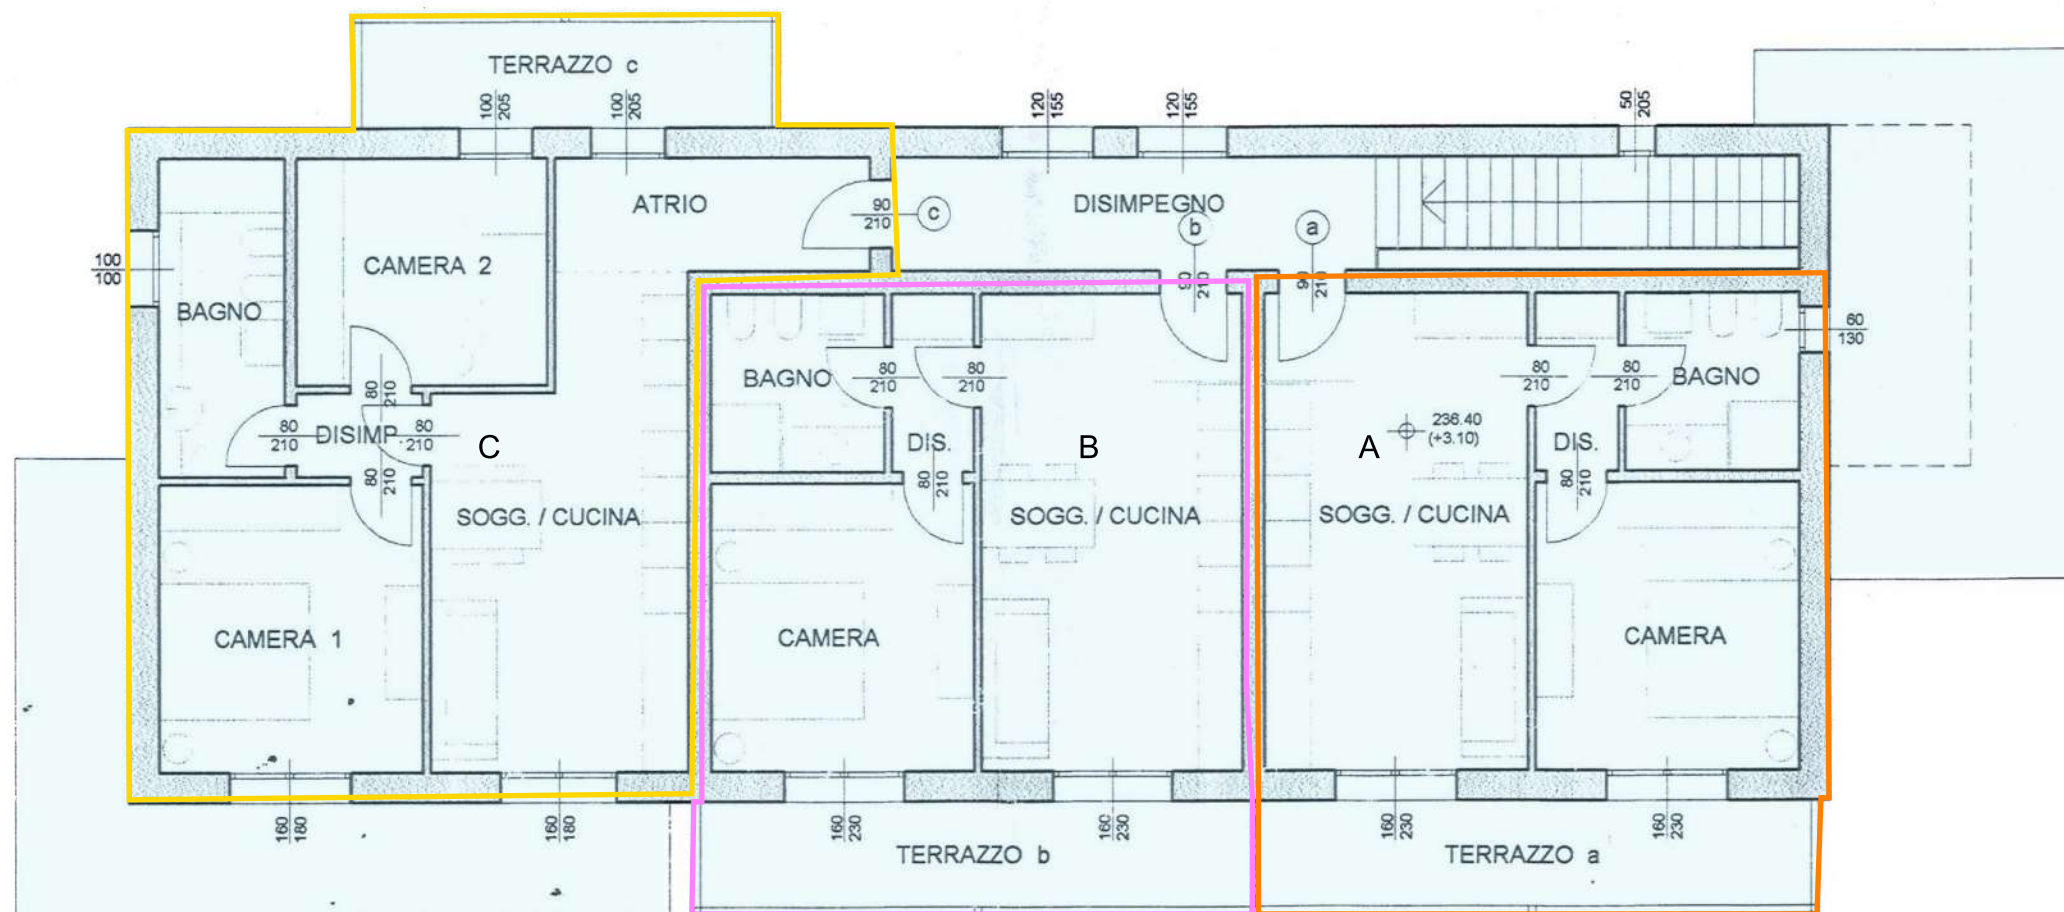 TERRAZZO c
100
205
100
205
120
155
120
155
50
205
ATRIO
90
210
c
DISIMPEGNO
b
a
100
100
CAMERA 2
90
210
90
210
BAGNO
60
130
80
210
BAGNO
80
210
80
210
80
210
80
210
BAGNO
80
210
DISIMP.
80
210
C
DIS.
B
A
236.40
(+3.10)
DIS.
80
210
80
210
80
210
SOGG. / CUCINA
SOGG. / CUCINA
SOGG. / CUCINA
CAMERA 1
CAMERA
CAMERA
160
180
160
180
160
230
160
230
160
230
160
230
TERRAZZO b
TERRAZZO a